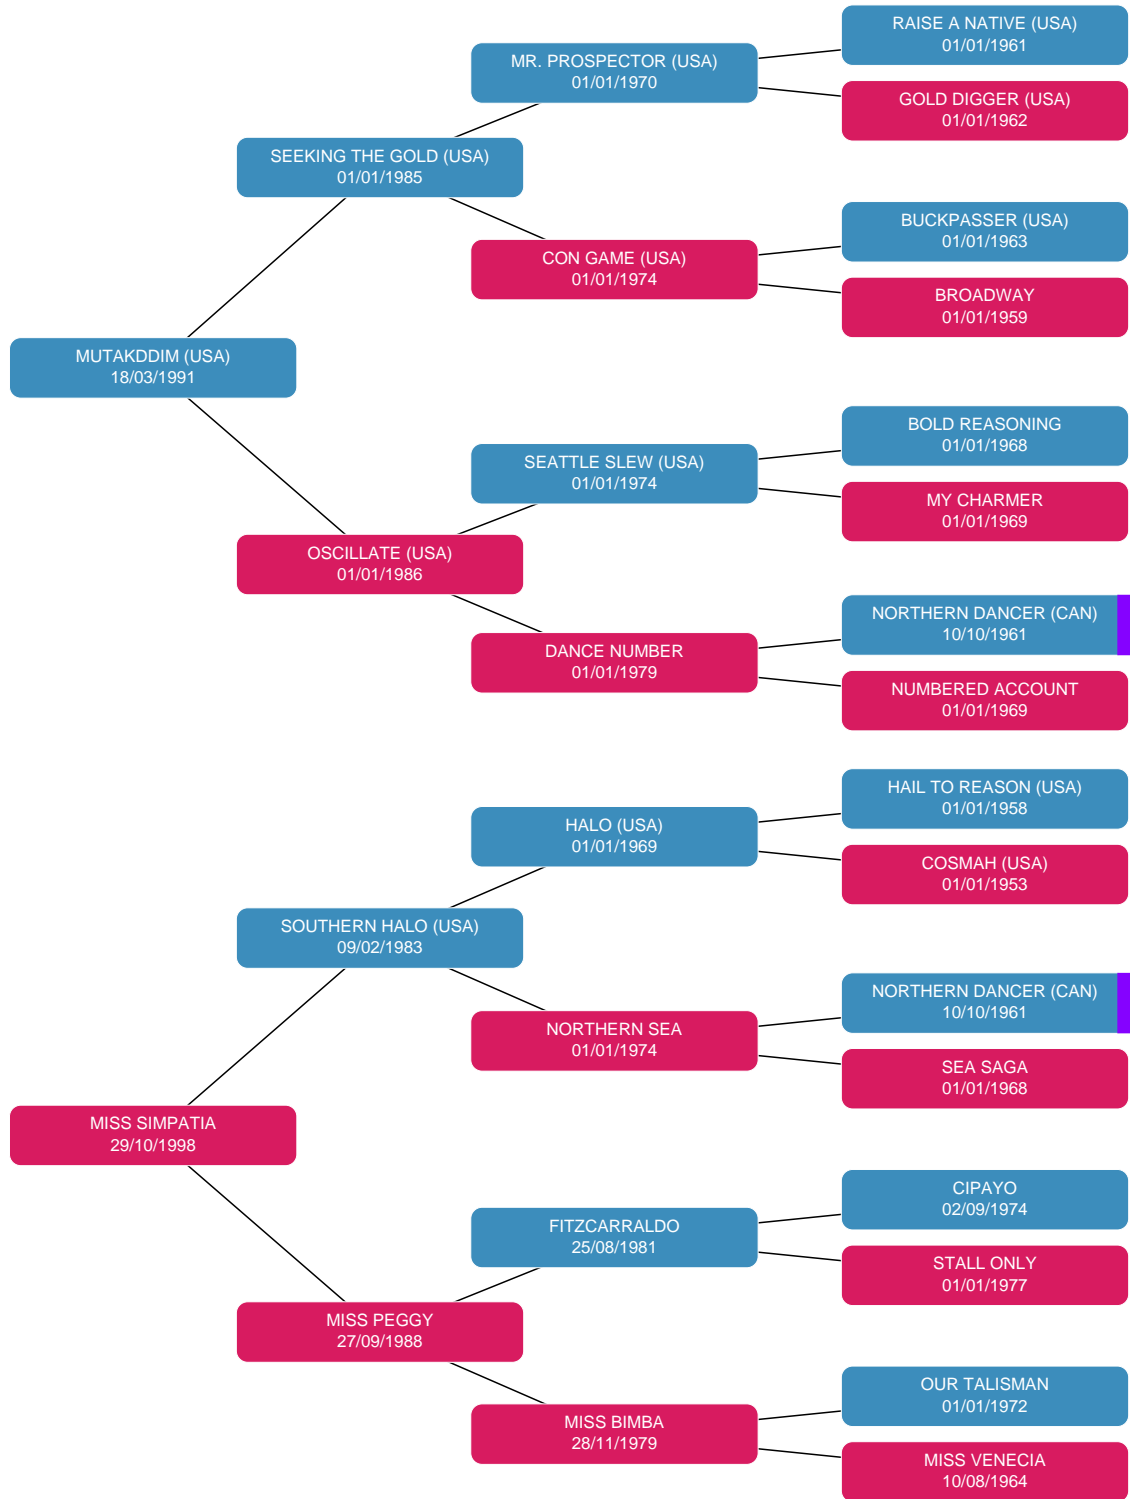 RAISE A NATIVE (USA)
01/01/1961
MR. PROSPECTOR (USA)
01/01/1970
GOLD DIGGER (USA)
01/01/1962
SEEKING THE GOLD (USA)
01/01/1985
BUCKPASSER (USA)
01/01/1963
CON GAME (USA)
01/01/1974
BROADWAY
01/01/1959
MUTAKDDIM (USA)
18/03/1991
BOLD REASONING
01/01/1968
SEATTLE SLEW (USA)
01/01/1974
MY CHARMER
01/01/1969
OSCILLATE (USA)
01/01/1986
NORTHERN DANCER (CAN)
10/10/1961
DANCE NUMBER
01/01/1979
NUMBERED ACCOUNT
01/01/1969
HAIL TO REASON (USA)
01/01/1958
HALO (USA)
01/01/1969
COSMAH (USA)
01/01/1953
SOUTHERN HALO (USA)
09/02/1983
NORTHERN DANCER (CAN)
10/10/1961
NORTHERN SEA
01/01/1974
SEA SAGA
01/01/1968
MISS SIMPATIA
29/10/1998
CIPAYO
02/09/1974
FITZCARRALDO
25/08/1981
STALL ONLY
01/01/1977
MISS PEGGY
27/09/1988
OUR TALISMAN
01/01/1972
MISS BIMBA
28/11/1979
MISS VENECIA
10/08/1964